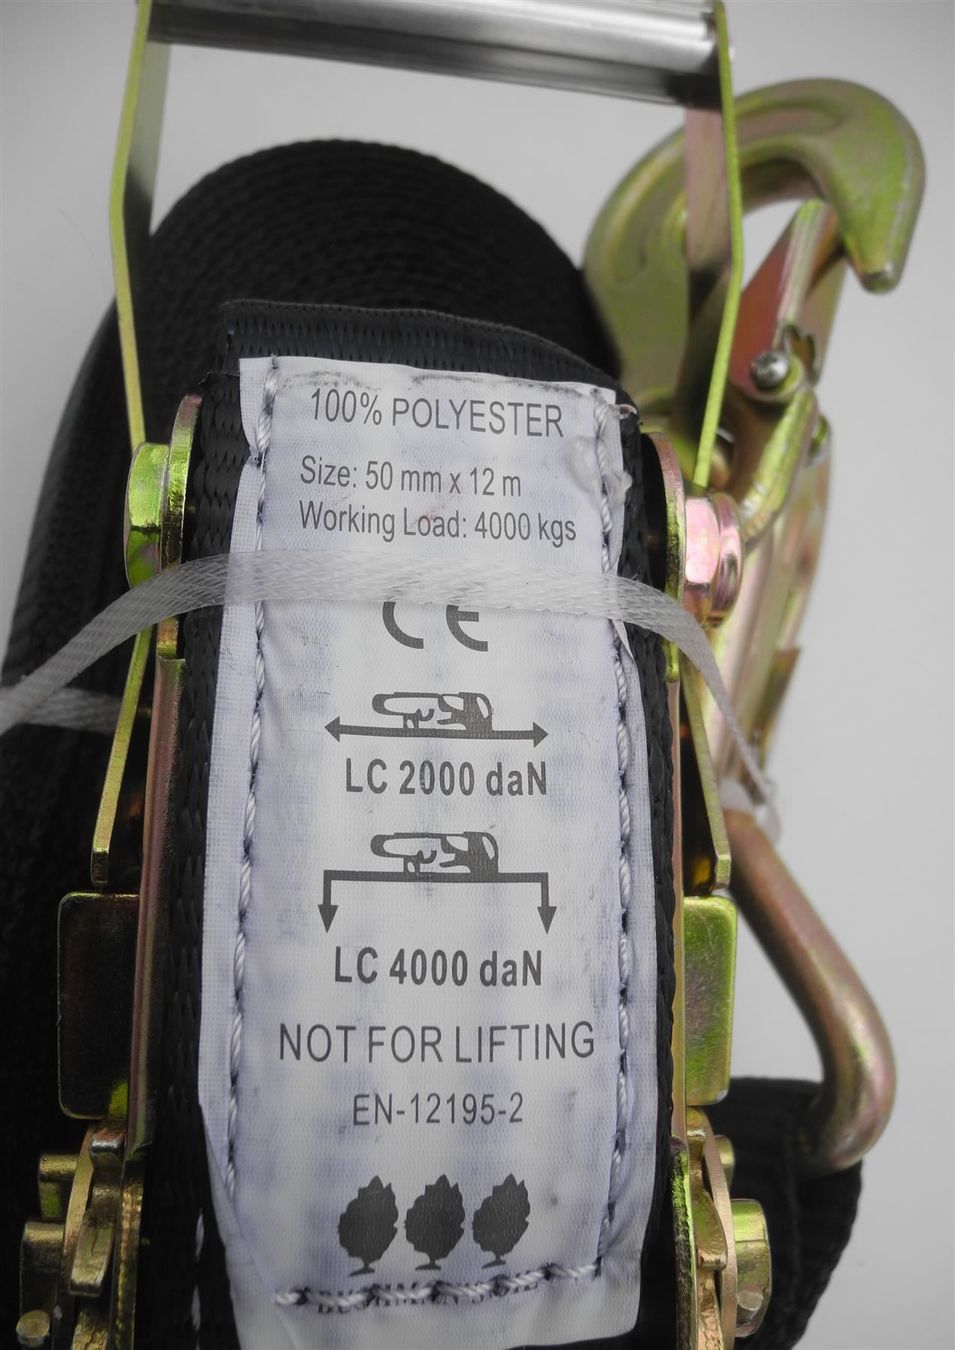 100% POLYESTER
Size: 50 mm x 12 m
Working Load: 4000 kgs
CE
LC 2000 daN
LC 4000 daN
NOT FOR LIFTING
EN-12195-2